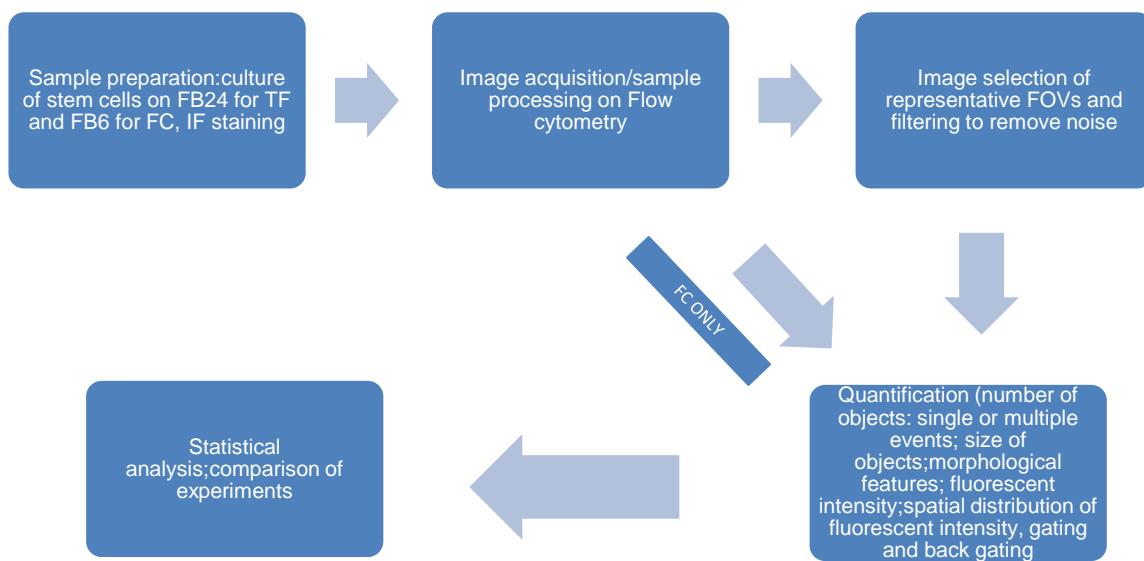 Sample preparation:culture
of stem cells on FB24 for TF
and FB6 for FC, IF staining
Image acquisition/sample
processing on Flow
cytometry
Image selection of
representative FOVs and
filtering to remove noise
FC ONLY
Quantification (number of
objects: single or multiple
events; size of
objects;morphological
features; fluorescent
intensity;spatial distribution of
fluorescent intensity, gating
and back gating
Statistical
analysis;comparison of
experiments